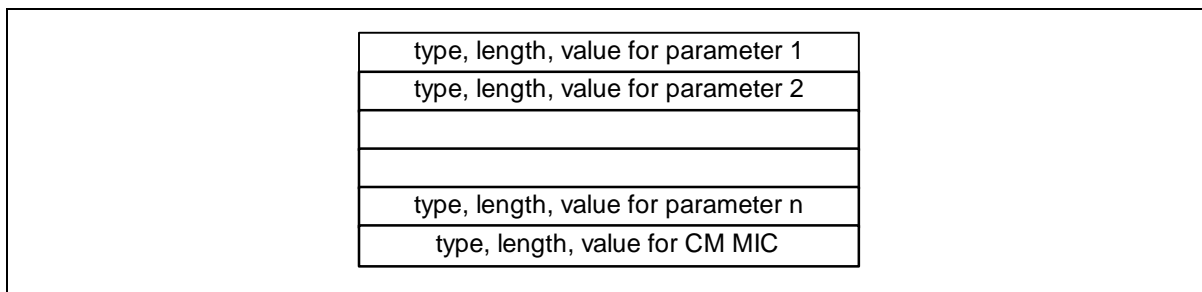 type, length, value for parameter 1
type, length, value for parameter 2
type, length, value for parameter n
type, length, value for CM MIC